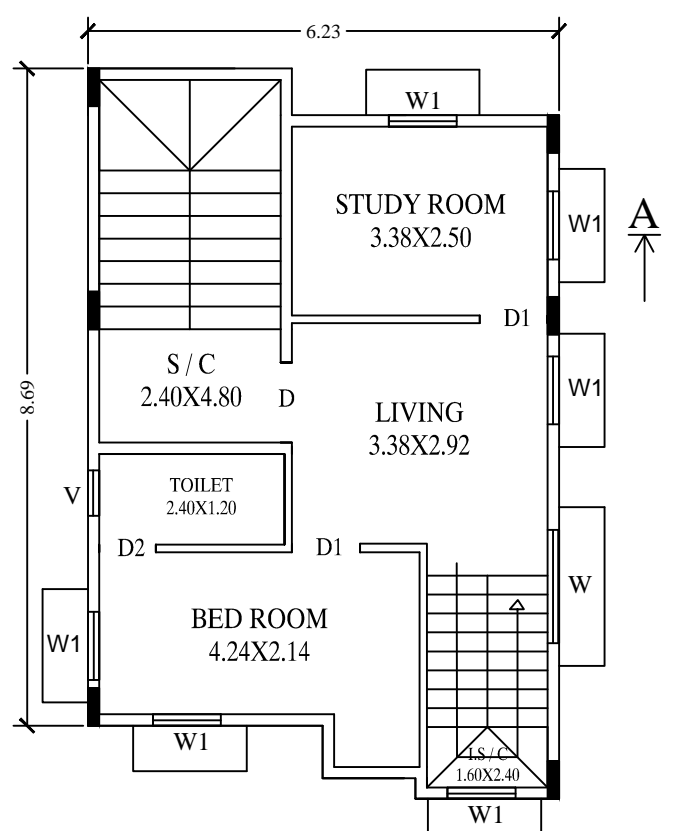 6.23
W1
STUDY ROOM
3.38X2.50
W1
A
D1
8.69
S / C
2.40X4.80
D
LIVING
3.38X2.92
W1
V
TOILET
2.40X1.20
D2
D1
BED ROOM
4.24X2.14
W
W1
W1
I.S / C
1.60X2.40
W1